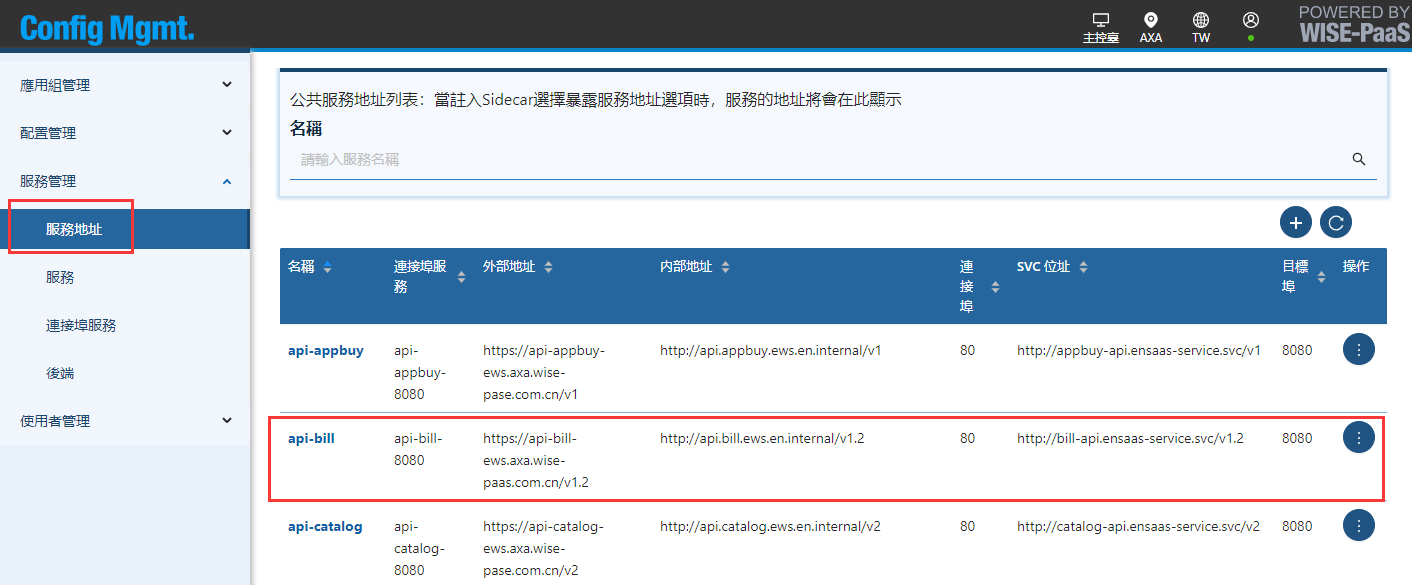 Config Mgmt.
主控臺
AXA
TW
POWERED BY
WISE-PaaS
應用組管理
配置管理
服務管理
服務地址
服務
連接埠服務
後端
使用者管理
公共服務地址列表：當註入Sidecar選擇暴露服務地址選項時，服務的地址將會在此顯示
名稱
請輸入服務名稱
名稱
連接埠服
務
外部地址
內部地址
連
接
埠
SVC 位址
目標
埠
操作
api-appbuy
api-
appbuy-
8080
https://api-appbuy-
ews.axa.wise-
pase.com.cn/v1
http://api.appbuy.ews.en.internal/v1
80
http://appbuy-api.ensaas-service.svc/v1
8080
api-bill
api-bill-
8080
https://api-bill-
ews.axa.wise-
paas.com.cn/v1.2
http://api.bill.ews.en.internal/v1.2
80
http://bill-api.ensaas-service.svc/v1.2
8080
api-catalog
api-
catalog-
8080
https://api-catalog-
ews.axa.wise-
pase.com.cn/v2
http://api.catalog.ews.en.internal/v2
80
http://catalog-api.ensaas-service.svc/v2
8080